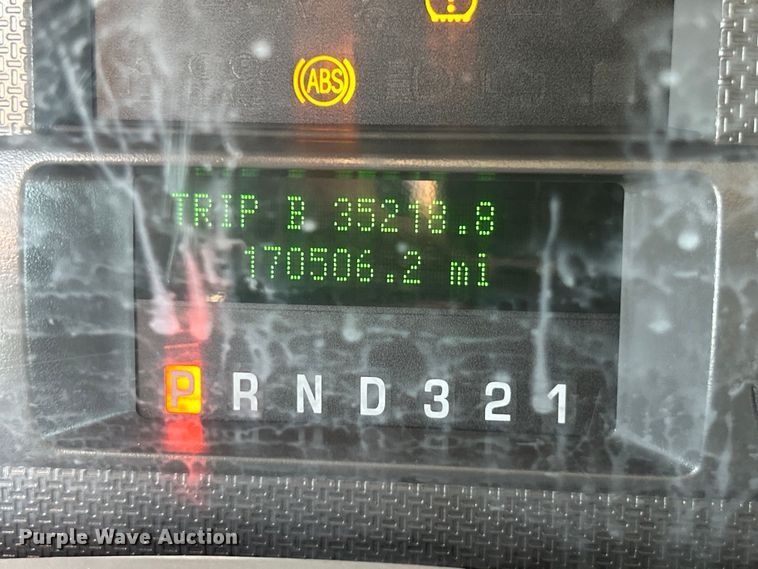 ABS
TRIP B 35218.8
170506.2 mi
P R N D 3 2 1
Purple Wave Auction